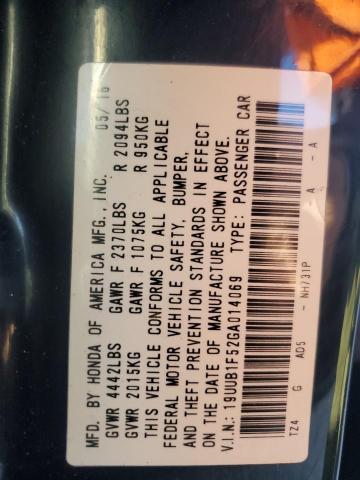 MFD. BY HONDA OF AMERICA MFG., INC. 05/16
GVWR 4442LBS GAWR F 2370LBS R 2094LBS
GVWR 2015KG GAWR F 1075KG R 950KG
THIS VEHICLE CONFORMS TO ALL APPLICABLE
FEDERAL MOTOR VEHICLE SAFETY, BUMPER,
AND THEFT PREVENTION STANDARDS IN EFFECT
ON THE DATE OF MANUFACTURE SHOWN ABOVE.
V.I.N.: 19UUB1F52GA014069 TYPE: PASSENGER CAR
TZ4 G AD5 - NH731P A - A